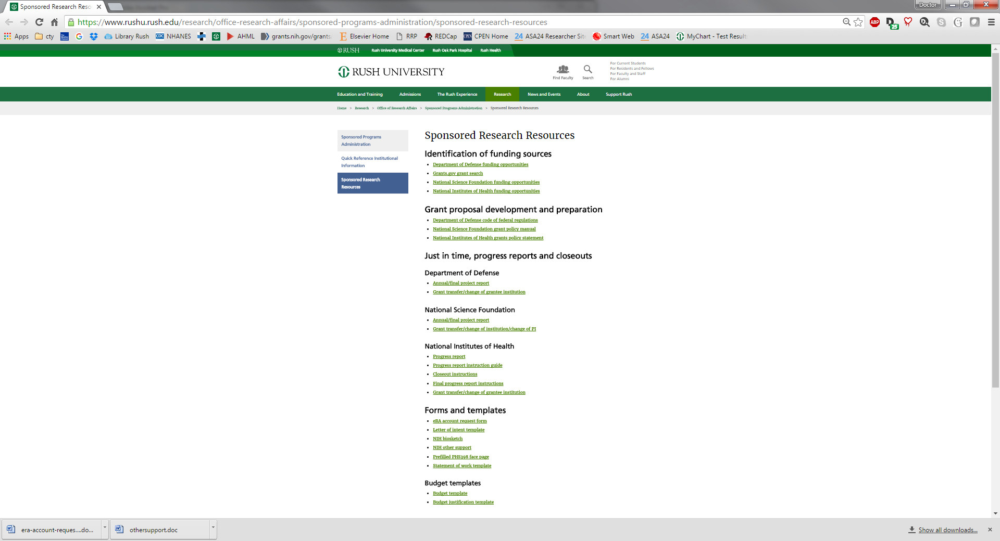 Sponsored Research Reso
Doctor
https://www.rushu.rush.edu/research/office-research-affairs/sponsored-programs-administration/sponsored-research-resources
ABP
25
Apps
cty
Library Rush
CDC
NHANES
AHML
grants.nih.gov/grants/
Elsevier Home
RRP
REDCap
CPEN
CPEN Home
24 ASA24 Researcher Site
Smart Web
24 ASA24
MyChart - Test Results
RUSH
Rush University Medical Center
Rush Oak Park Hospital
Rush Health
RUSH UNIVERSITY
Find Faculty
Search
For Current Students
For Residents and Fellows
For Faculty and Staff
For Alumni
Education and Training
Admissions
The Rush Experience
Research
News and Events
About
Support Rush
Home > Research > Office of Research Affairs > Sponsored Programs Administration > Sponsored Research Resources
Sponsored Programs
Administration
Quick Reference Institutional
Information
Sponsored Research
Resources
Sponsored Research Resources
Identification of funding sources
Department of Defense funding opportunities
Grants.gov grant search
National Science Foundation funding opportunities
National Institutes of Health funding opportunities
Grant proposal development and preparation
Department of Defense code of federal regulations
National Science Foundation grant policy manual
National Institutes of Health grants policy statement
Just in time, progress reports and closeouts
Department of Defense
Annual/final project report
Grant transfer/change of grantee institution
National Science Foundation
Annual/final project report
Grant transfer/change of institution/change of PI
National Institutes of Health
Progress report
Progress report instruction guide
Closeout instructions
Final progress report instructions
Grant transfer/change of grantee institution
Forms and templates
eRA account request form
Letter of intent template
NIH biosketch
NIH other support
Prefilled PHS398 face page
Statement of work template
Budget templates
Budget template
Budget justification template
era-account-reques....do...
othersupport.doc
Show all downloads...